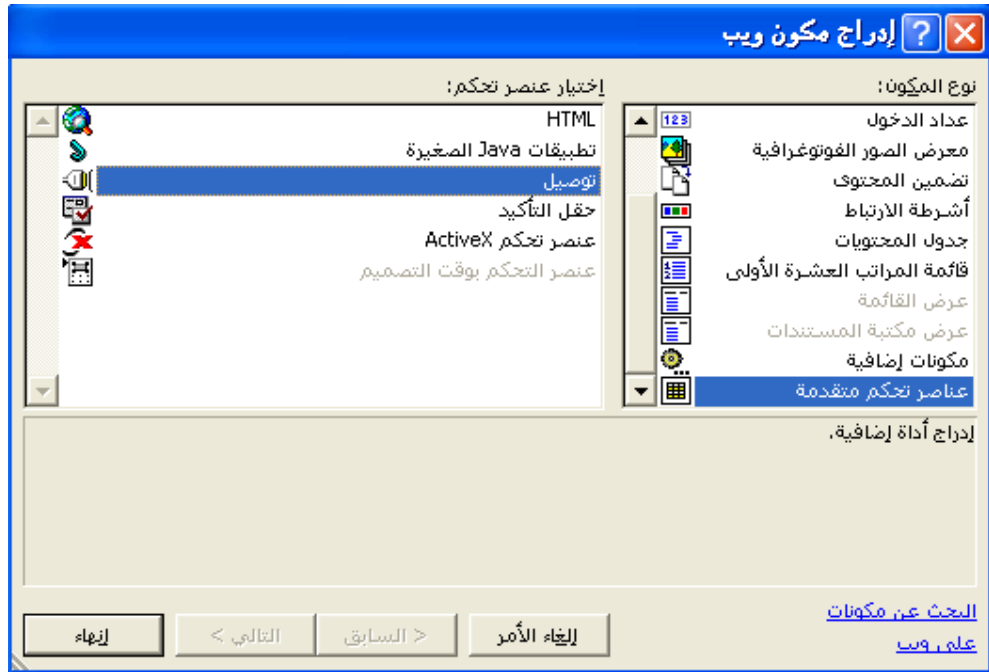 إدراج مكون ويب
نوع المكون:
عداد الدخول
معرض الصور الفوتوغرافية
تضمين المحتوى
أشرطة الارتباط
جدول المحتويات
قائمة المراتب العشرة الأولى
عرض القائمة
عرض مكتبة المستندات
مكونات إضافية
عناصر تحكم متقدمة
إختيار عنصر تحكم:
HTML
تطبيقات Java الصغيرة
توصيل
حقل التأكيد
عنصر تحكم ActiveX
عنصر التحكم بوقت التصميم
إدراج أداة إضافية.
البحث عن مكونات
على ويب
إلغاء الأمر
< السابق
التالي >
إنهاء